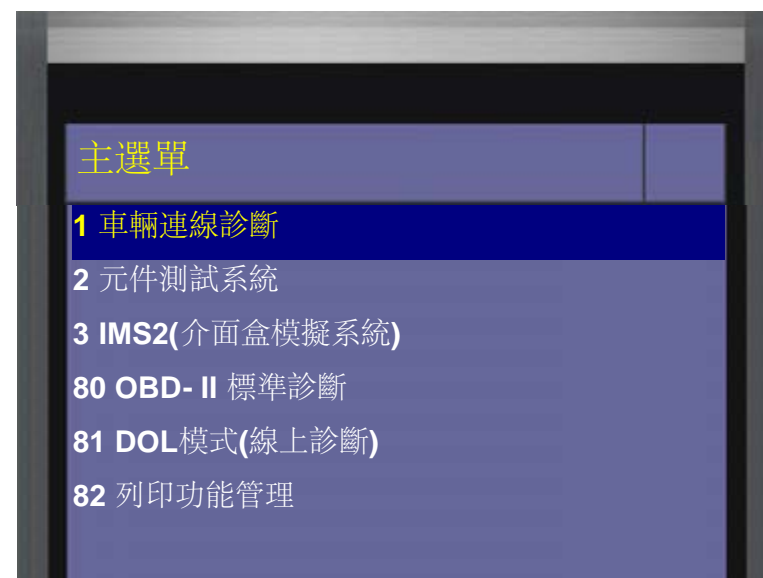 主選單
1 車輛連線診斷
2 元件測試系統
3 IMS2(介面盒模擬系統)
80 OBD- II 標準診斷
81 DOL模式(線上診斷)
82 列印功能管理